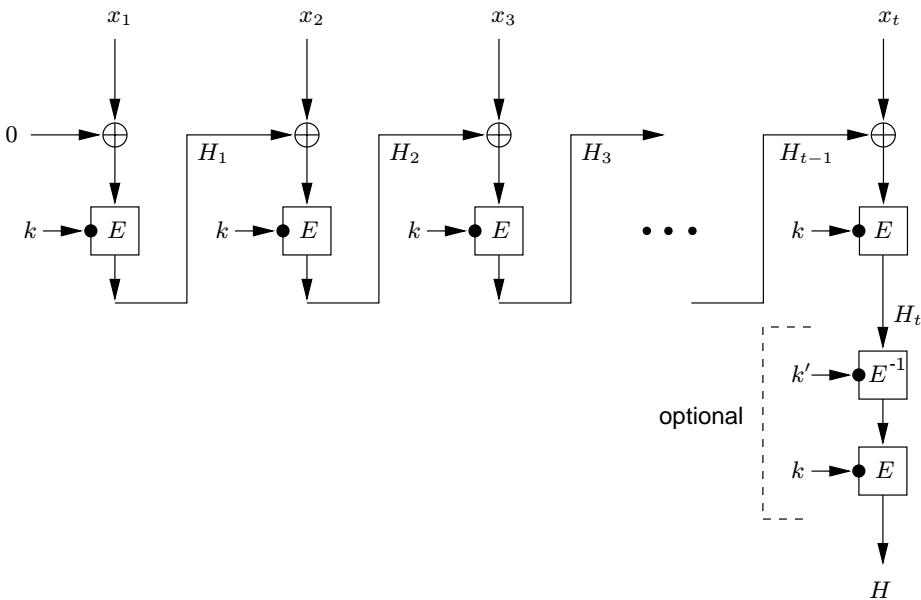 x₁ x₂ x₃ xₜ
0
H₁ H₂ H₃ Hₜ₋₁
k E k E k E • • • k E
Hₜ
k′ E⁻¹
optional
k E
H